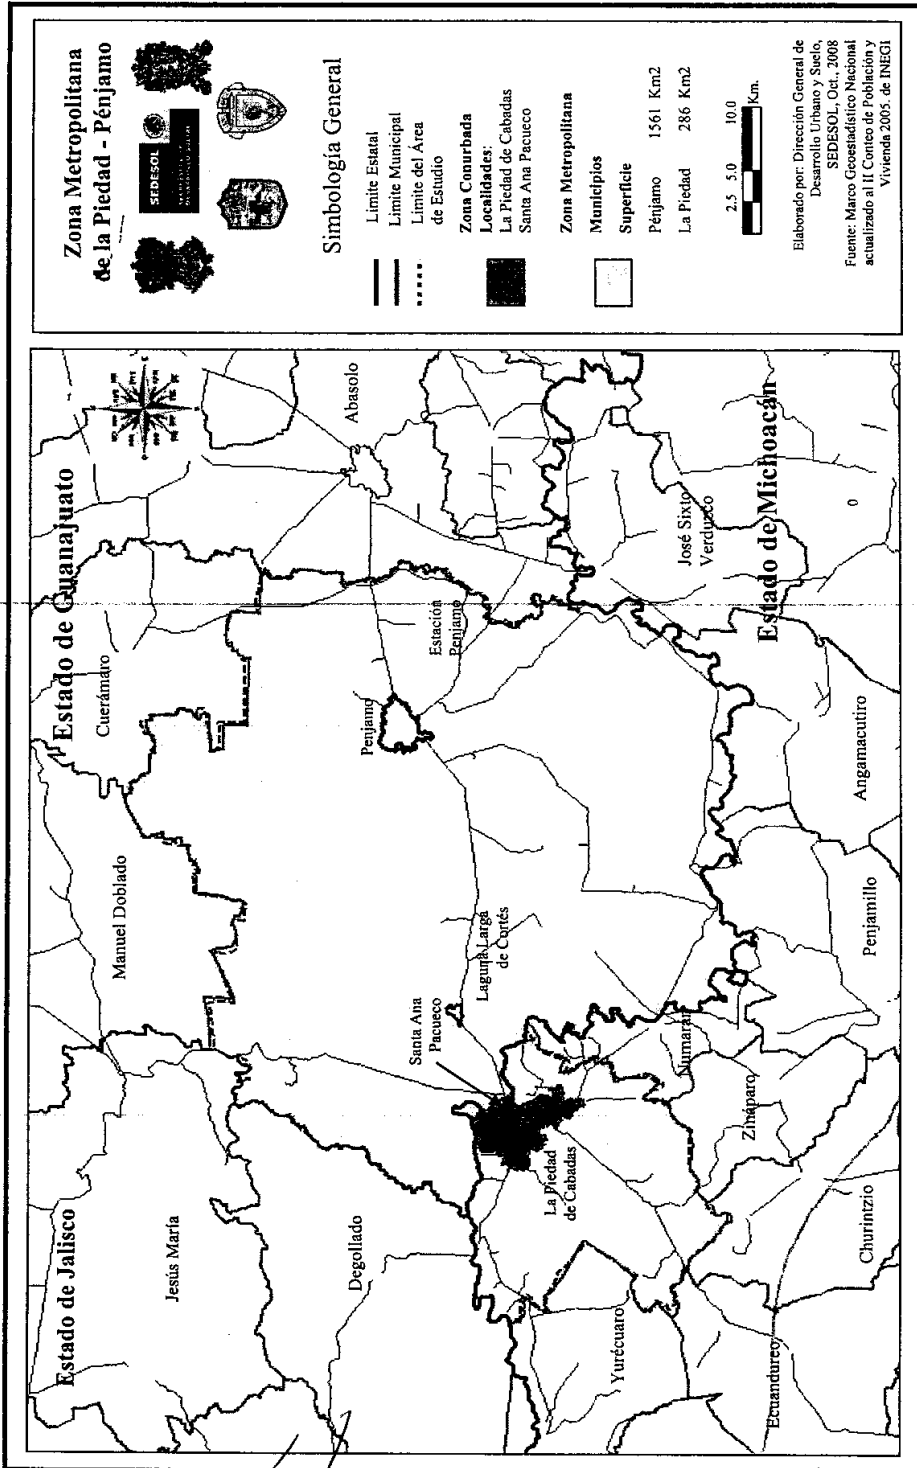 Zona Metropolitana
de la Piedad - Pénjamo
SEDESOL
Simbología General
Limite Estatal
Limite Municipal
Limite del Área
de Estudio
Zona Conurbada
Localidades:
La Piedad de Cabadas
Santa Ana Pacueco
Zona Metropolitana
Municipios
Superficie
Pénjamo 1561 Km2
La Piedad 286 Km2
2.5 5.0 10.0
Km.
Elaborado por: Dirección General de
Desarrollo Urbano y Suelo,
SEDESOL, Oct., 2008
Fuente: Marco Geoestadístico Nacional
actualizado al II Conteo de Población y
Vivienda 2005. de INEGI
Estado de Jalisco
Estado de Guanajuato
Manuel Doblado
Cuerámaro
Jesús María
Abasolo
Degollado
Penjamo
Santa Ana
Pacueco
Estación
Penjamo
Laguna Larga
de Cortés
La Piedad
de Cabadas
Yurécuaro
Numarán
José Sixto
Verduzco
Zináparo
Ecuandureo
Estado de Michoacán
Churintzio
Penjamillo
Angamacutiro
0